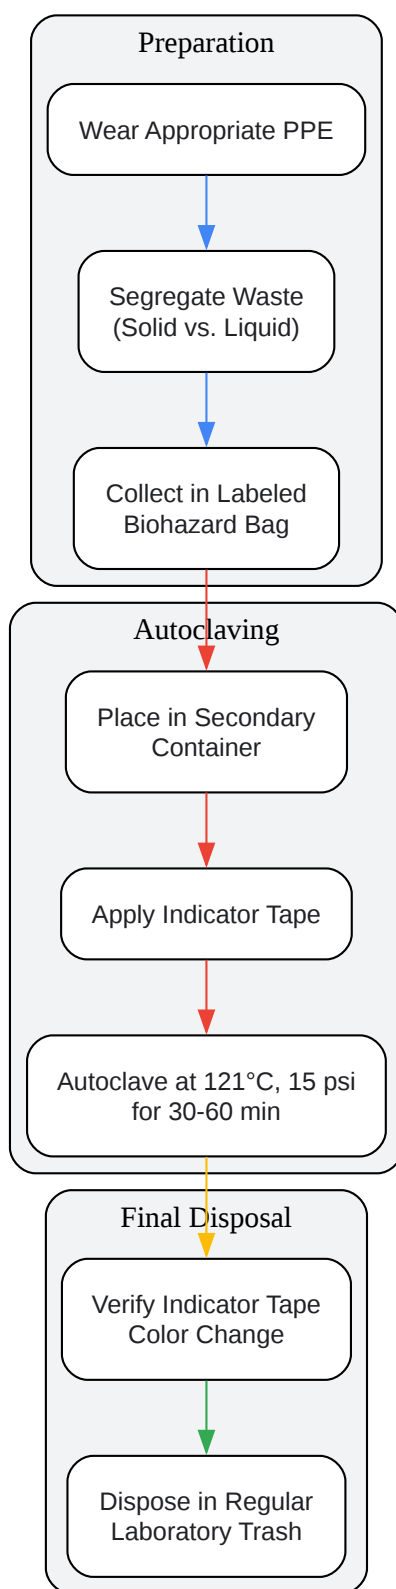 Preparation
Wear Appropriate PPE
Segregate Waste
(Solid vs. Liquid)
Collect in Labeled
Biohazard Bag
Autoclaving
Place in Secondary
Container
Apply Indicator Tape
Autoclave at 121°C, 15 psi
for 30-60 min
Final Disposal
Verify Indicator Tape
Color Change
Dispose in Regular
Laboratory Trash